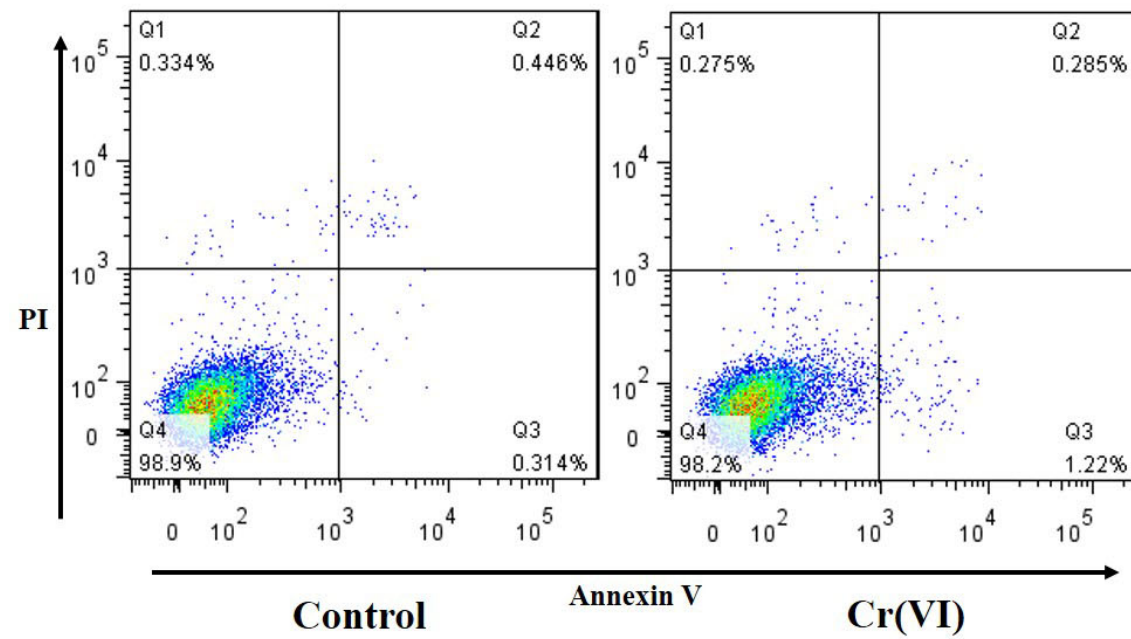 Q1
0.334%
Q2
0.446%
Q1
0.275%
Q2
0.285%
10^5
10^4
10^3
10^2
0
10^5
10^4
10^3
10^2
0
PI
Q4
98.9%
Q3
0.314%
Q4
98.2%
Q3
1.22%
0 10^2 10^3 10^4 10^5
0 10^2 10^3 10^4 10^5
Annexin V
Control
Cr(VI)